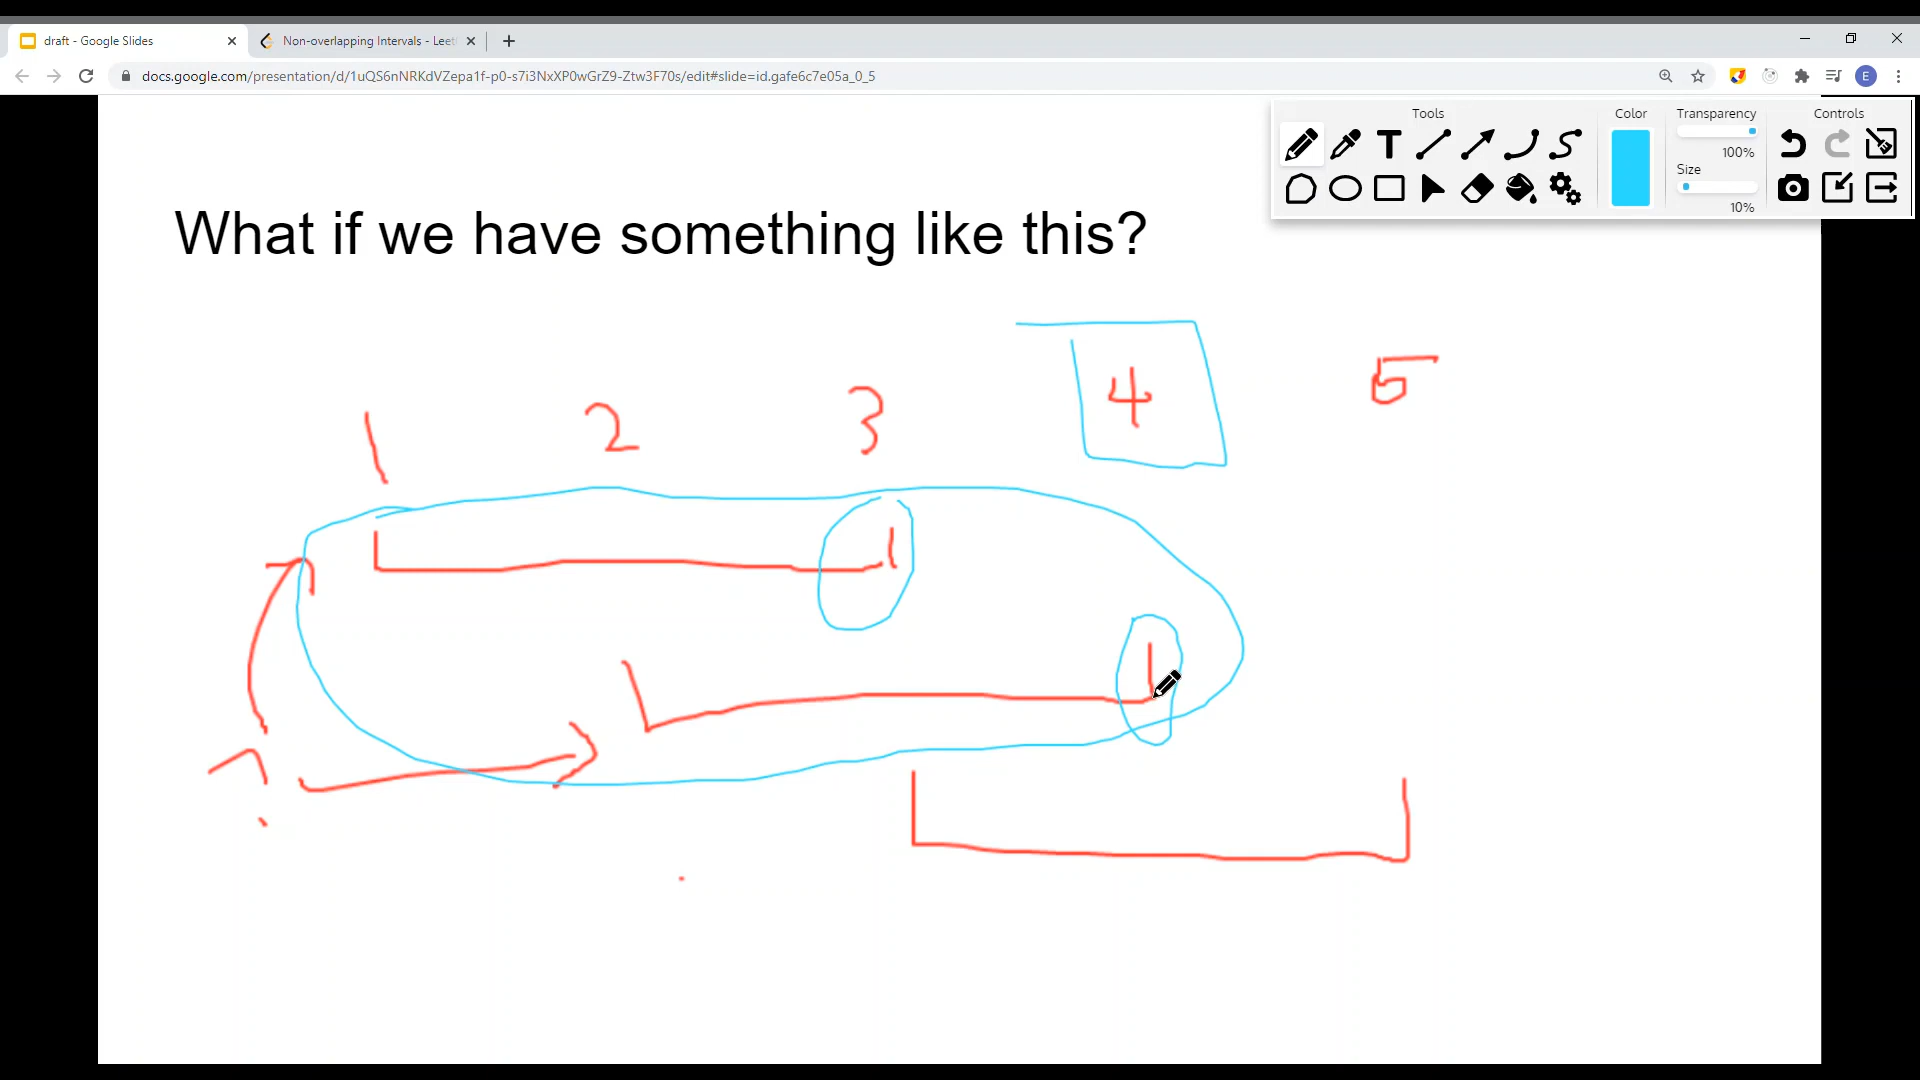 draft - Google Slides
Non-overlapping Intervals - Leet
docs.google.com/presentation/d/1uQS6nNRKdVZepa1f-p0-s7i3NxXP0wGrZ9-Ztw3F70s/edit#slide=id.gafe6c7e05a_0_5
E
Tools
Color
Transparency
Controls
100%
Size
10%
What if we have something like this?
1 2 3 4 5
?